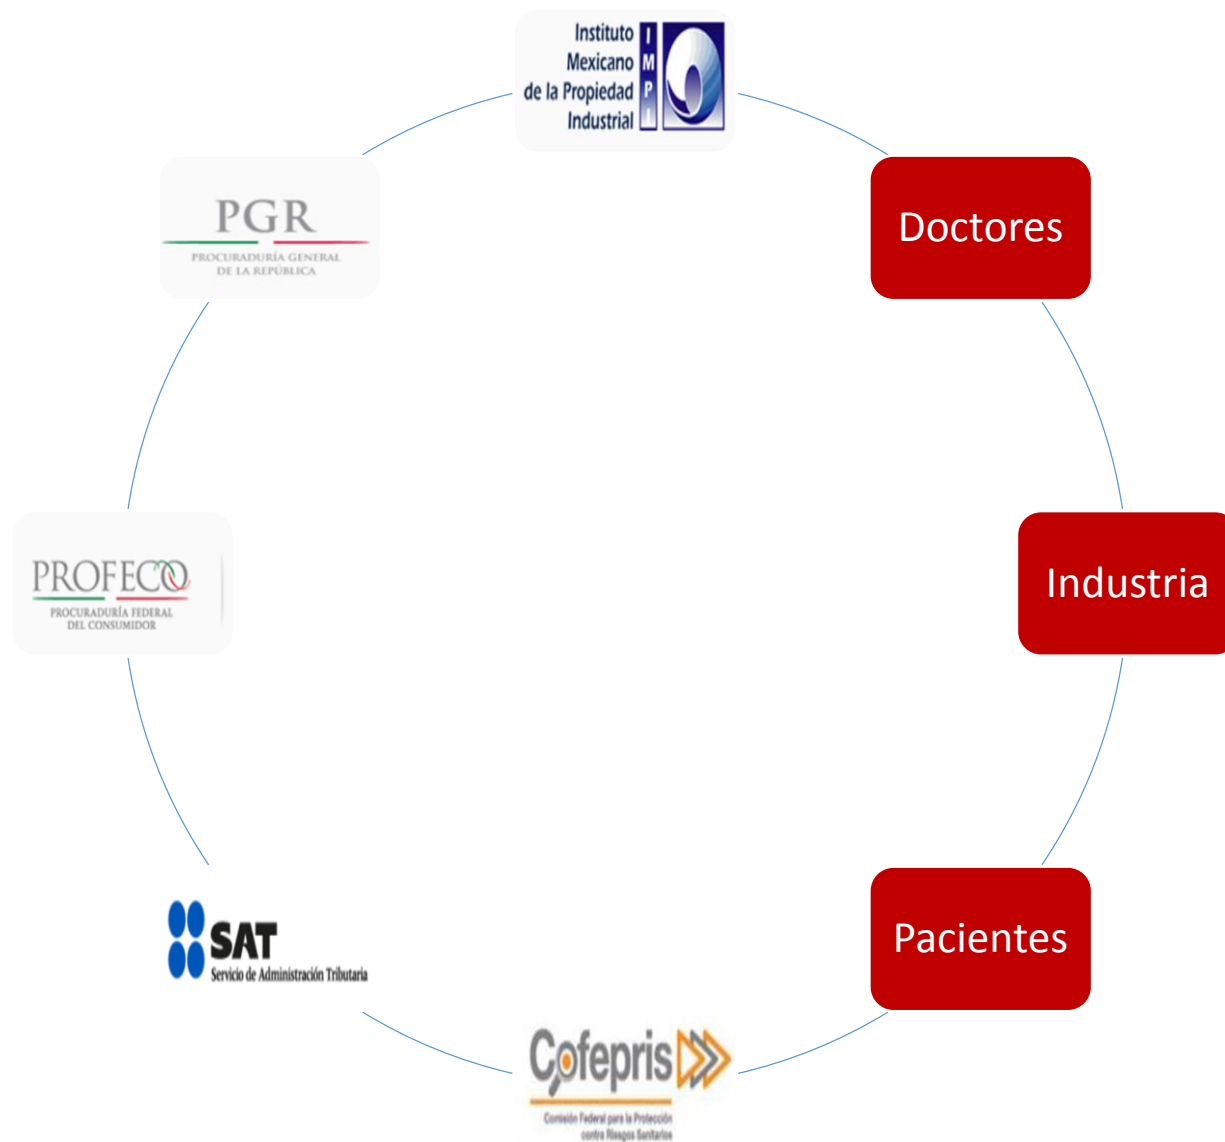 Instituto
Mexicano
de la Propiedad
Industrial
IMPI
Doctores
Industria
Pacientes
Cofepris
Comisión Federal para la Protección
contra Riesgos Sanitarios
SAT
Servicio de Administración Tributaria
PROFECO
PROCURADURÍA FEDERAL
DEL CONSUMIDOR
PGR
PROCURADURÍA GENERAL
DE LA REPÚBLICA